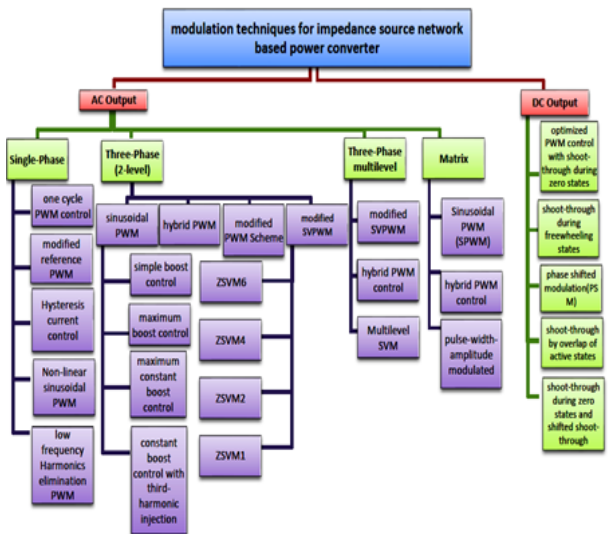 modulation techniques for impedance source network
based power converter
AC Output
DC Output
Single-Phase
Three-Phase
(2-level)
Three-Phase
multilevel
Matrix
one cycle
PWM control
modified
reference
PWM
Hysteresis
current
control
Non-linear
sinusoidal
PWM
low
frequency
Harmonics
elimination
PWM
sinusoidal
PWM
hybrid PWM
modified
PWM Scheme
modified
SVPWM
simple boost
control
maximum
boost control
maximum
constant
boost control
constant
boost
control with
third-
harmonic
injection
ZSVM6
ZSVM4
ZSVM2
ZSVM1
modified
SVPWM
hybrid PWM
control
Multilevel
SVM
Sinusoidal
PWM
(SPWM)
hybrid PWM
control
pulse-width-
amplitude
modulated
optimized
PWM control
with shoot-
through during
zero states
shoot-through
during
freewheeling
states
phase shifted
modulation(PS
M)
shoot-through
by overlap of
active states
shoot-through
during zero
states and
shifted shoot-
through